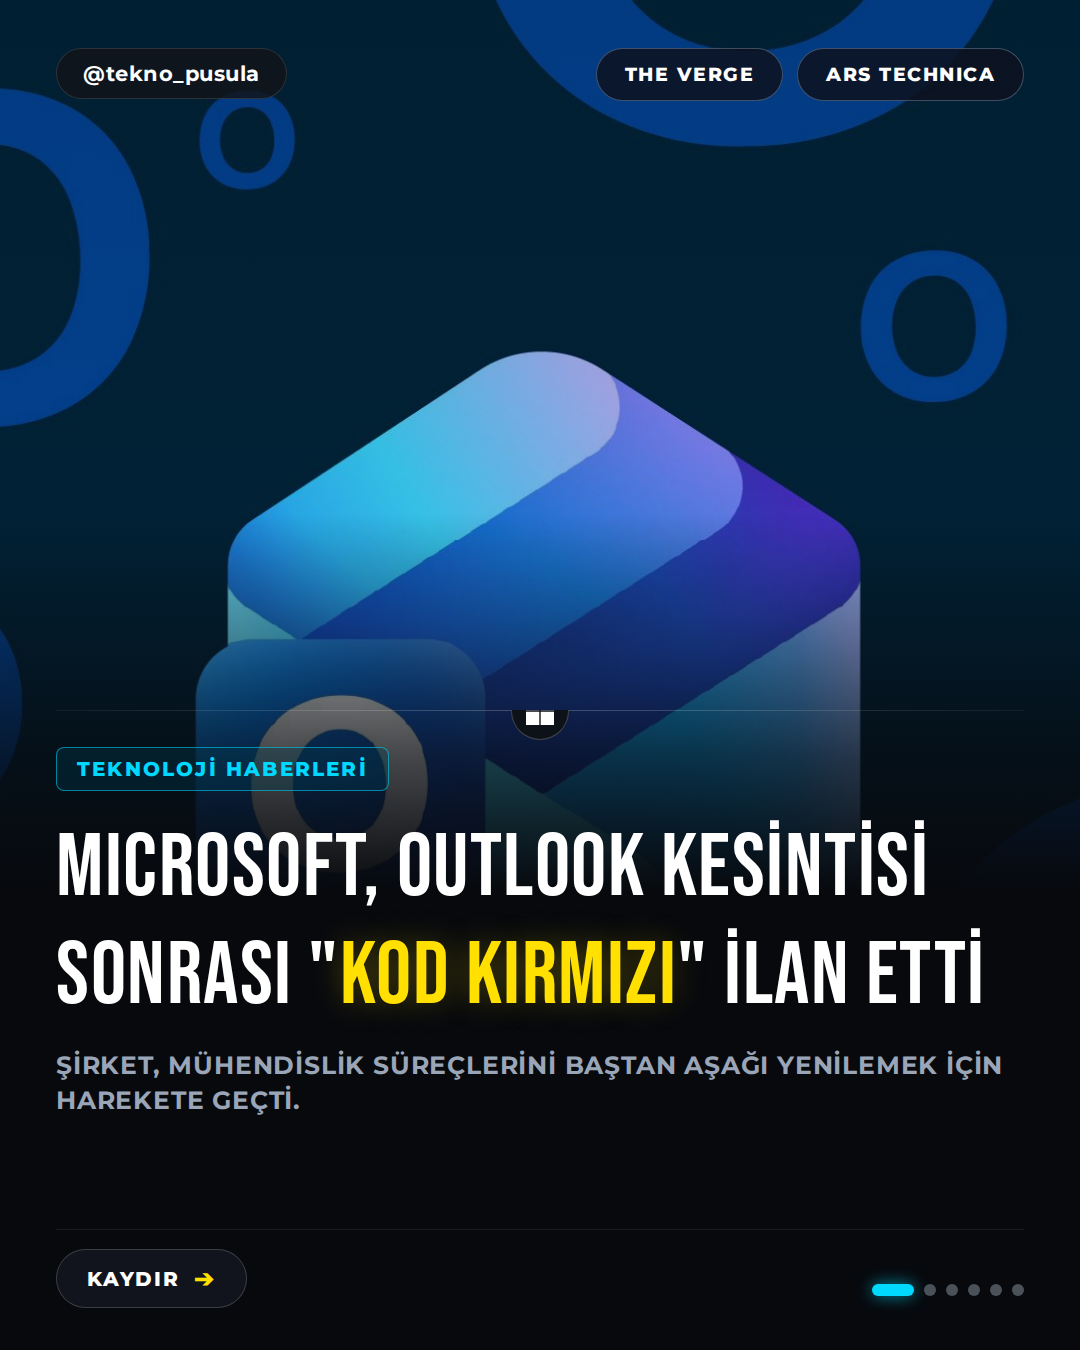 @tekno_pusula
THE VERGE
ARS TECHNICA
TEKNOLOJİ HABERLERİ
MICROSOFT, OUTLOOK KESİNTİSİ
SONRASI "KOD KIRMIZI" İLAN ETTİ
ŞİRKET, MÜHENDİSLİK SÜREÇLERİNİ BAŞTAN AŞAĞI YENİLEMEK İÇİN
HAREKETE GEÇTİ.
KAYDIR ➔